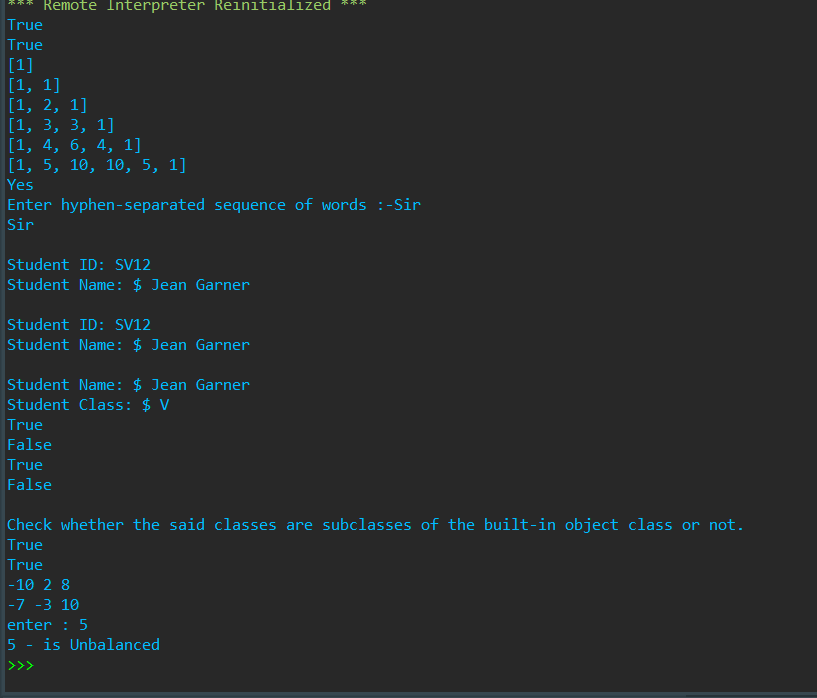 *** Remote Interpreter Reinitialized ***
True
True
[1]
[1, 1]
[1, 2, 1]
[1, 3, 3, 1]
[1, 4, 6, 4, 1]
[1, 5, 10, 10, 5, 1]
Yes
Enter hyphen-separated sequence of words :-Sir
Sir
Student ID: SV12
Student Name: $ Jean Garner
Student ID: SV12
Student Name: $ Jean Garner
Student Name: $ Jean Garner
Student Class: $ V
True
False
True
False
Check whether the said classes are subclasses of the built-in object class or not.
True
True
-10 2 8
-7 -3 10
enter : 5
5 - is Unbalanced
>>>